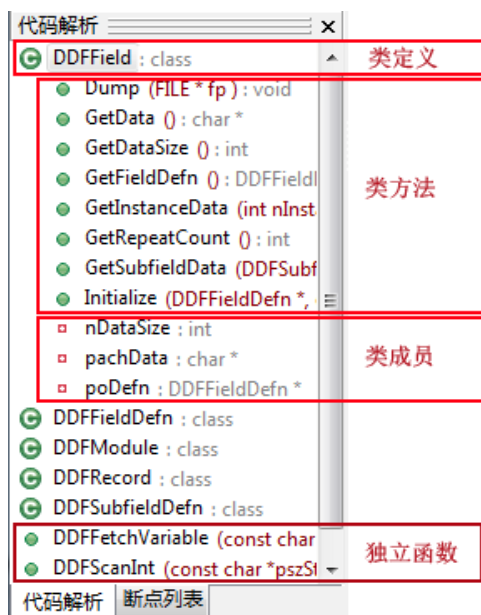 代码解析
DDFField : class
类定义
Dump (FILE * fp ) : void
GetData () : char *
GetDataSize () : int
GetFieldDefn () : DDFFieldI
GetInstanceData (int nInst
GetRepeatCount () : int
GetSubfieldData (DDFSubf
Initialize (DDFFieldDefn *,
类方法
nDataSize : int
pachData : char *
poDefn : DDFFieldDefn *
类成员
DDFFieldDefn : class
DDFModule : class
DDFRecord : class
DDFSubfieldDefn : class
DDFFetchVariable (const char
DDFScanInt (const char *pszSt
独立函数
代码解析 断点列表